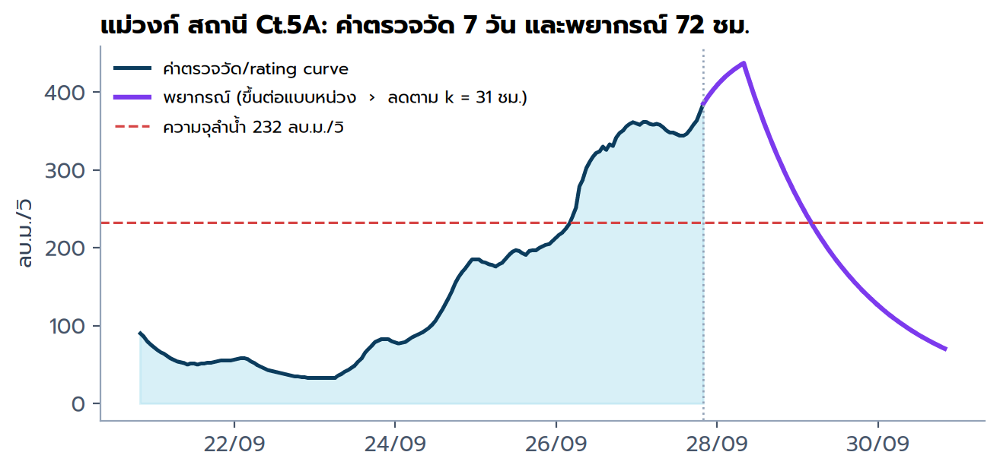 แม่วงก์ สถานี Ct.5A: ค่าตรวจวัด 7 วัน และพยากรณ์ 72 ชม.
ค่าตรวจวัด/rating curve
พยากรณ์ (ขึ้นต่อแบบหน่วง › ลดตาม k = 31 ชม.)
ความจุลำน้ำ 232 ลบ.ม./วิ
ลบ.ม./วิ
400
300
200
100
0
22/09 24/09 26/09 28/09 30/09